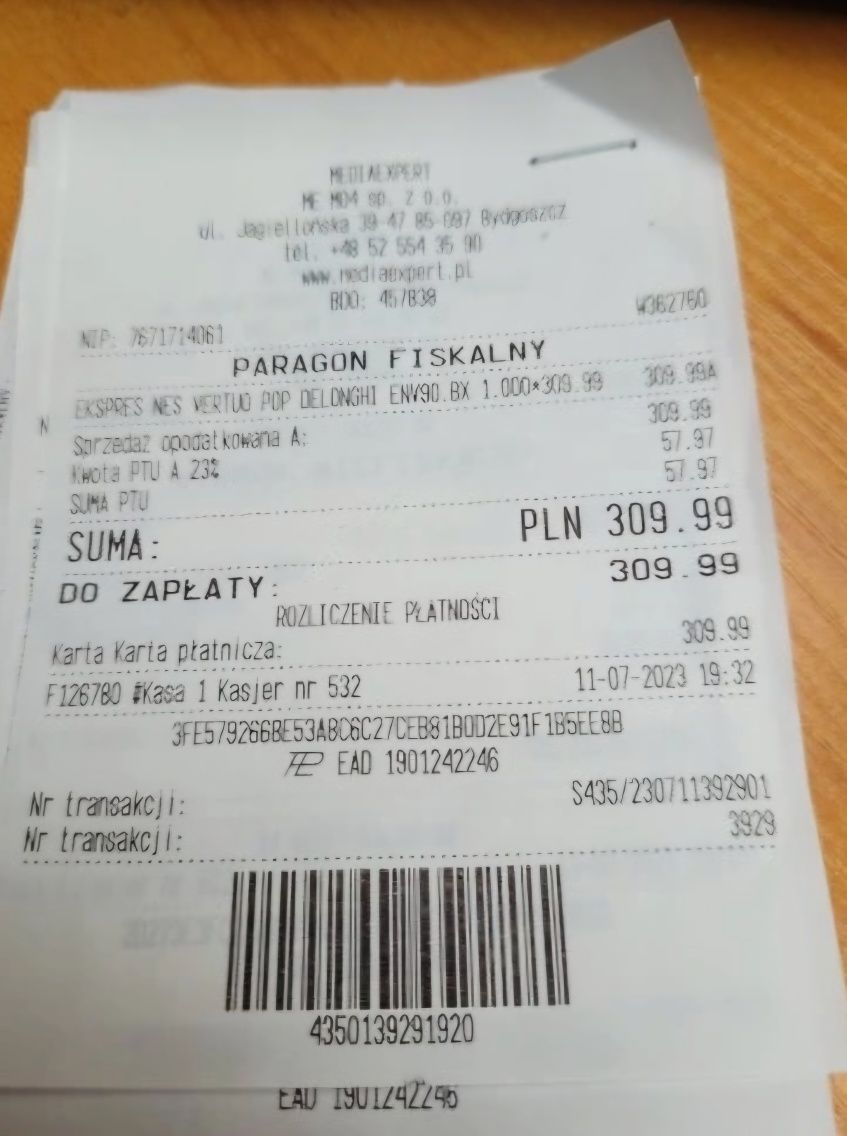 MEDIAEXPERT
ME M04 sp. z o.o.
ul. Jagiellońska 39-47 85-097 Bydgoszcz
tel. +48 52 554 35 90
www.mediaexpert.pl
BDO: 457838
NIP: 7671714061 W362760
PARAGON FISKALNY
EKSPRES NES VERTUO POP DELONGHI ENV90.BX 1.000*309.99 309.99A
Sprzedaż opodatkowana A: 309.99
Kwota PTU A 23% 57.97
SUMA PTU 57.97
SUMA: PLN 309.99
DO ZAPŁATY: 309.99
ROZLICZENIE PŁATNOŚCI
Karta Karta płatnicza: 309.99
F126780 #Kasa 1 Kasjer nr 532 11-07-2023 19:32
3FE579266BE53A8C6C27CEB81B0D2E91F1B5EE8B
EAD 1901242246
Nr transakcji: S435/230711392901
Nr transakcji: 3929
4350139291920
EAD 1901242246